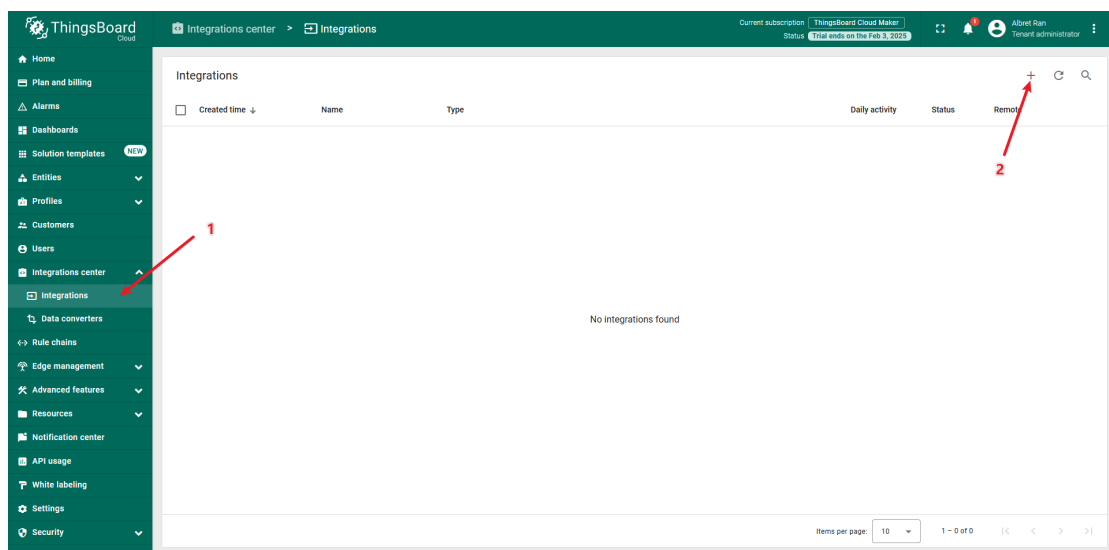 ThingsBoard
Cloud
Integrations center > Integrations
Current subscription ThingsBoard Cloud Maker
Status Trial ends on the Feb 3, 2025
Albret Ran
Tenant administrator
Home
Plan and billing
Alarms
Dashboards
Solution templates NEW
Entities
Profiles
Customers
Users
Integrations center
Integrations
Data converters
Rule chains
Edge management
Advanced features
Resources
Notification center
API usage
White labeling
Settings
Security
Integrations
Created time Name Type Daily activity Status Remote
1
2
No integrations found
Items per page: 10 1 – 0 of 0